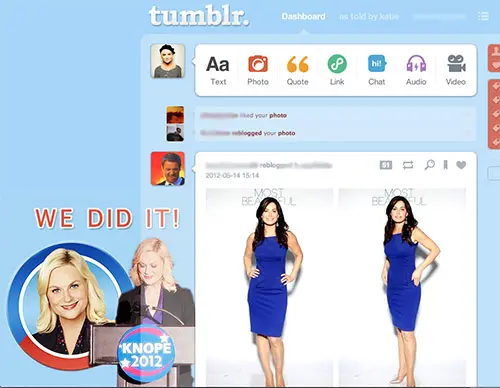 tumblr.
Dashboard as told by katie
Aa
Text Photo Quote Link Chat Audio Video
hi!
liked your photo
reblogged your photo
reblogged
2012-05-14 15:14
51
MOST
BEAUTIFUL
MOST
BEAUTIFUL
WE DID IT!
KNOPE
2012